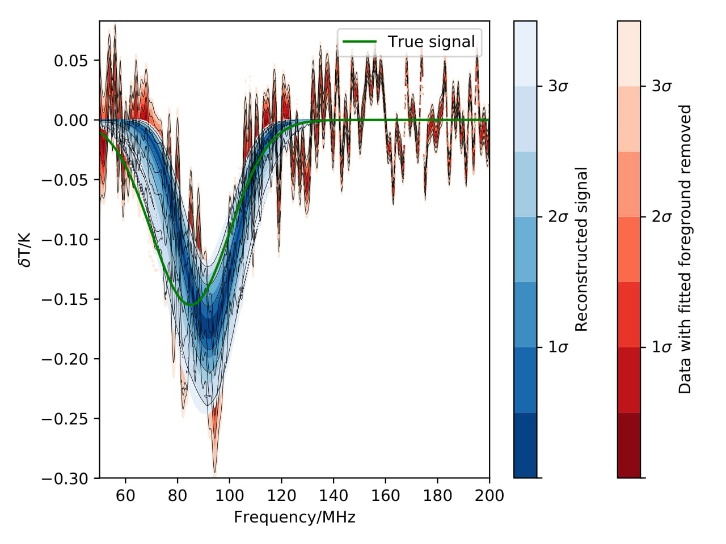 True signal
0.05
0.00
−0.05
−0.10
−0.15
−0.20
−0.25
−0.30
δT/K
60
80
100
120
140
160
180
200
Frequency/MHz
3σ
2σ
1σ
Reconstructed signal
3σ
2σ
1σ
Data with fitted foreground removed